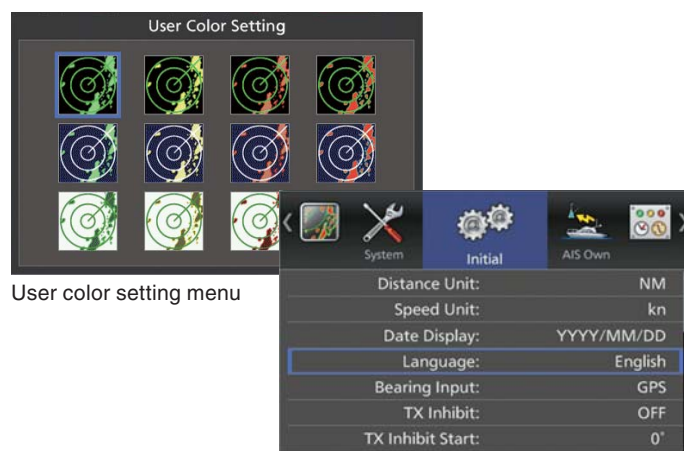 User Color Setting
User color setting menu
System
Initial
AIS Own
Distance Unit: NM
Speed Unit: kn
Date Display: YYYY/MM/DD
Language: English
Bearing Input: GPS
TX Inhibit: OFF
TX Inhibit Start: 0°